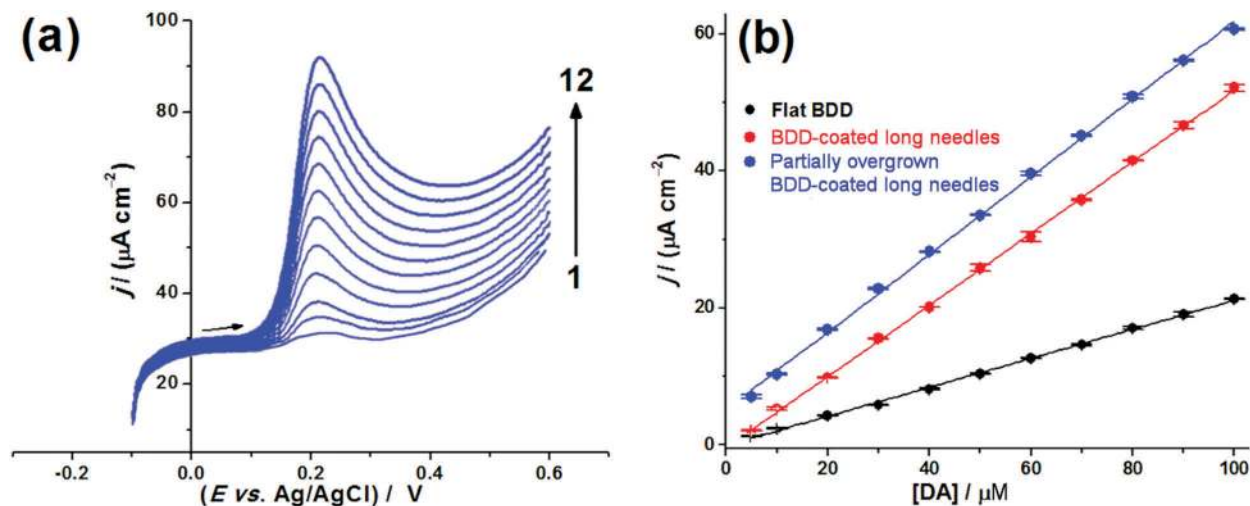 (a)
100
80
60
40
20
j / (μA cm⁻²)
12
1
-0.2
0.0
0.2
0.4
0.6
(E vs. Ag/AgCl) / V
(b)
60
40
20
0
j / (μA cm⁻²)
Flat BDD
BDD-coated long needles
Partially overgrown
BDD-coated long needles
0
20
40
60
80
100
[DA] / μM